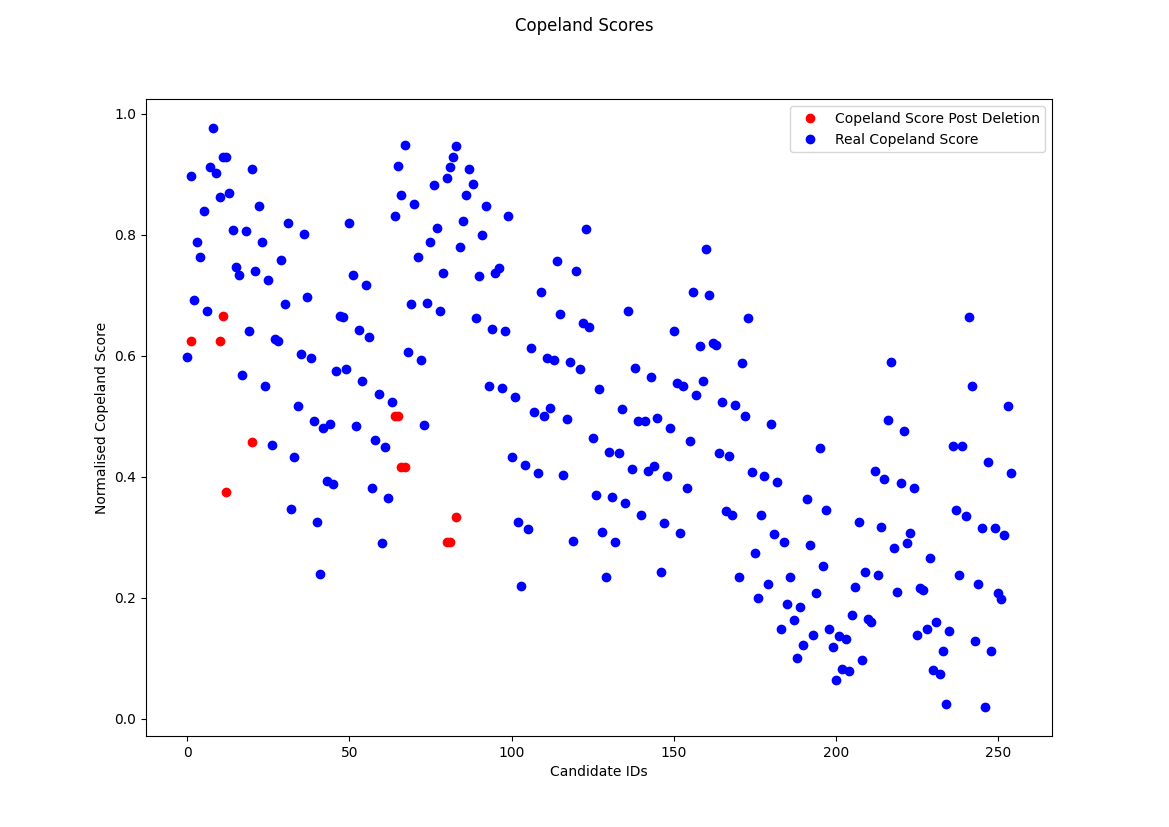 Copeland Scores
Copeland Score Post Deletion
Real Copeland Score
1.0
0.8
0.6
0.4
0.2
0.0
Normalised Copeland Score
0 50 100 150 200 250
Candidate IDs